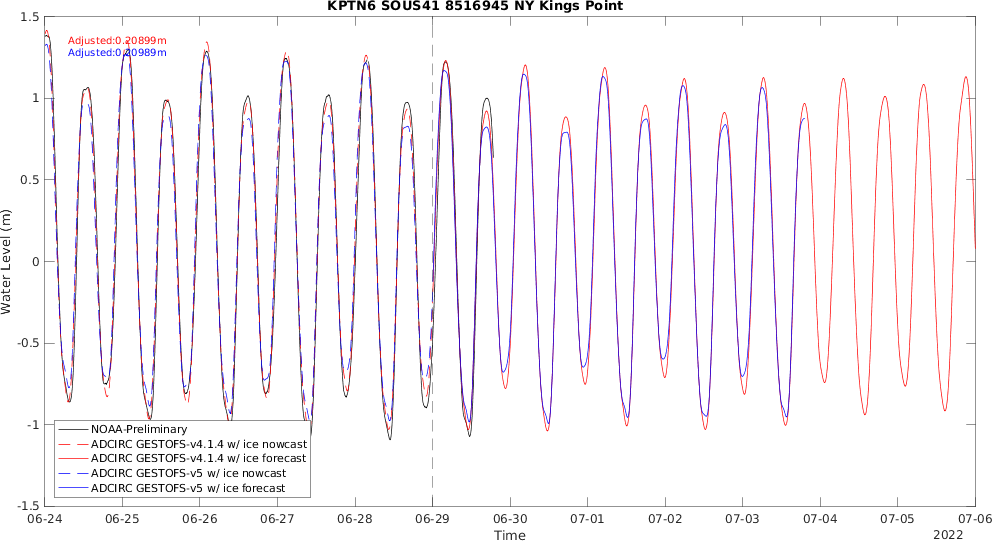 KPTN6 SOUS41 8516945 NY Kings Point
Adjusted:0.20899m
Adjusted:0.20989m
Water Level (m)
1.5
1
0.5
0
-0.5
-1
-1.5
NOAA-Preliminary
ADCIRC GESTOFS-v4.1.4 w/ ice nowcast
ADCIRC GESTOFS-v4.1.4 w/ ice forecast
ADCIRC GESTOFS-v5 w/ ice nowcast
ADCIRC GESTOFS-v5 w/ ice forecast
06-24 06-25 06-26 06-27 06-28 06-29 06-30 07-01 07-02 07-03 07-04 07-05 07-06
Time
2022